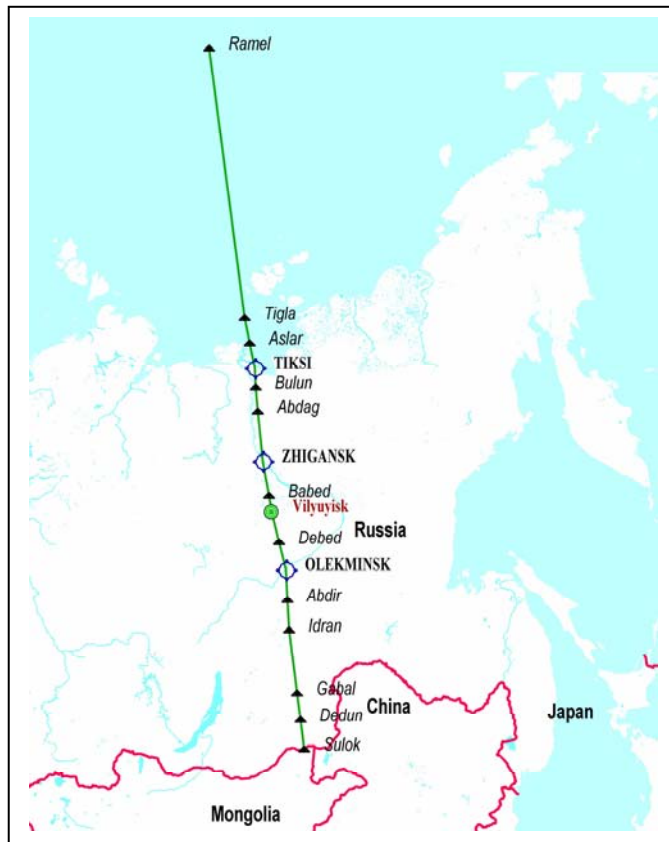 Ramel
Tigla
Aslar
TIKSI
Bulun
Abdag
ZHIGANSK
Babed
Vilyuyisk
Debed
Russia
OLEKMINSK
Abdir
Idran
Gabal
China
Dedun
Japan
Sulok
Mongolia